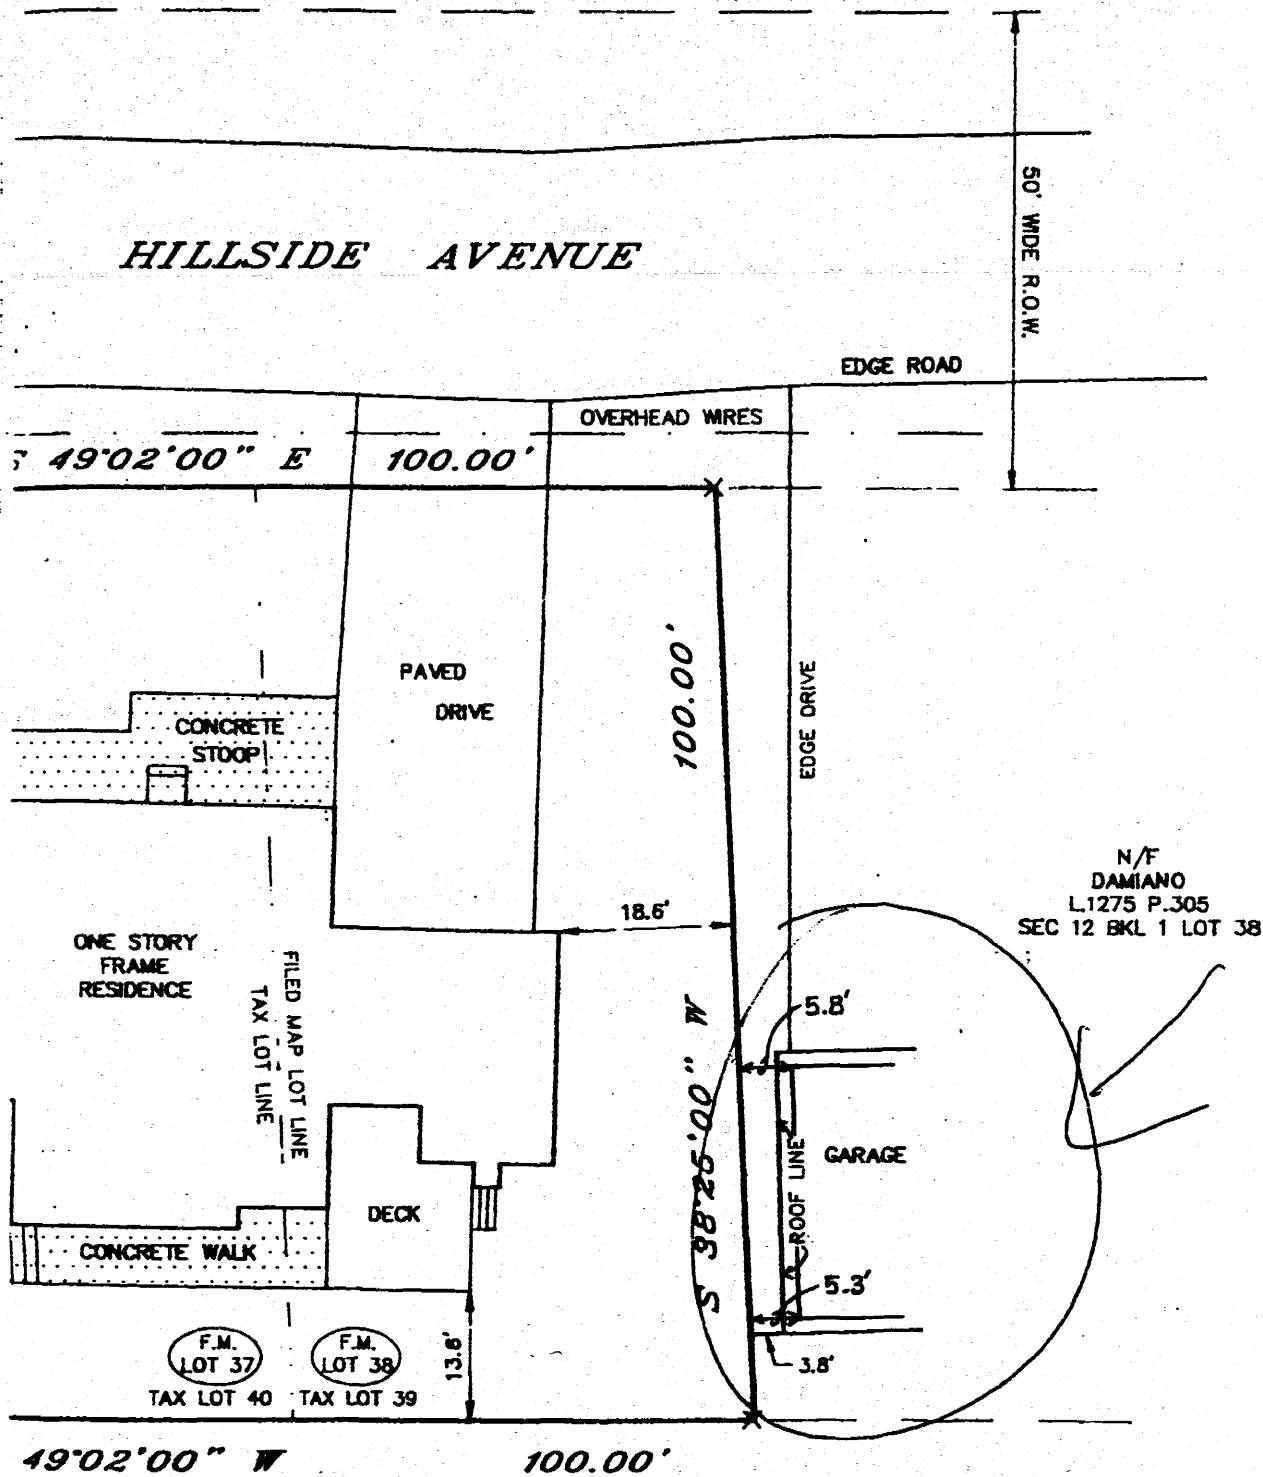 50' WIDE R.O.W.
HILLSIDE AVENUE
EDGE ROAD
OVERHEAD WIRES
S 49°02'00" E 100.00'
100.00'
PAVED
DRIVE
EDGE DRIVE
CONCRETE
STOOP
N/F
DAMIANO
L.1275 P.305
SEC 12 BKL 1 LOT 38
18.6'
ONE STORY
FRAME
RESIDENCE
FILED MAP LOT LINE
TAX LOT LINE
5.8'
S 38°25'00" W
ROOF LINE
GARAGE
DECK
CONCRETE WALK
5.3'
3.8'
13.6'
F.M.
LOT 37
F.M.
LOT 38
TAX LOT 40
TAX LOT 39
49°02'00" W 100.00'